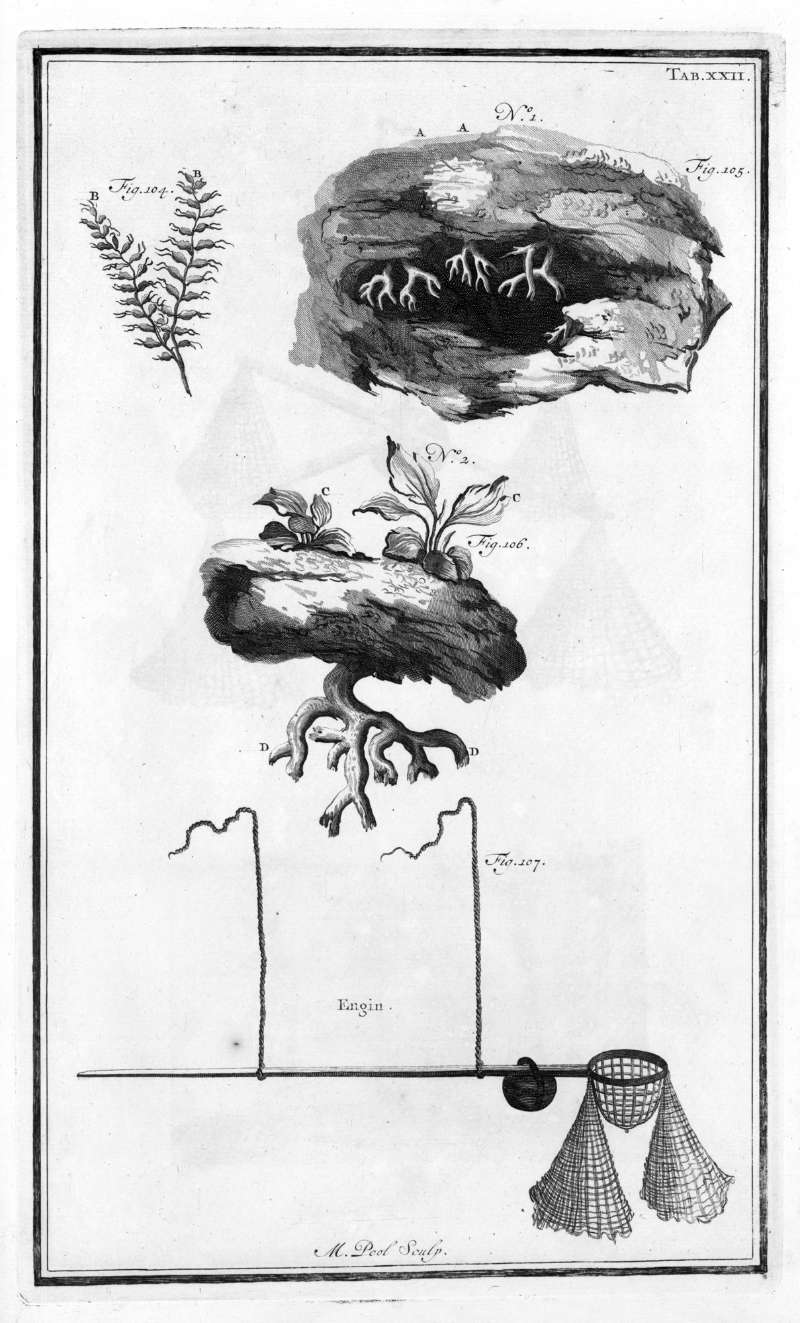 TAB. XXII.
N.º 1.
A A
Fig. 105.
Fig. 104.
B B
N.º 2.
C C
Fig. 106.
D D
Fig. 107.
Engin.
M. Pool Sculp.